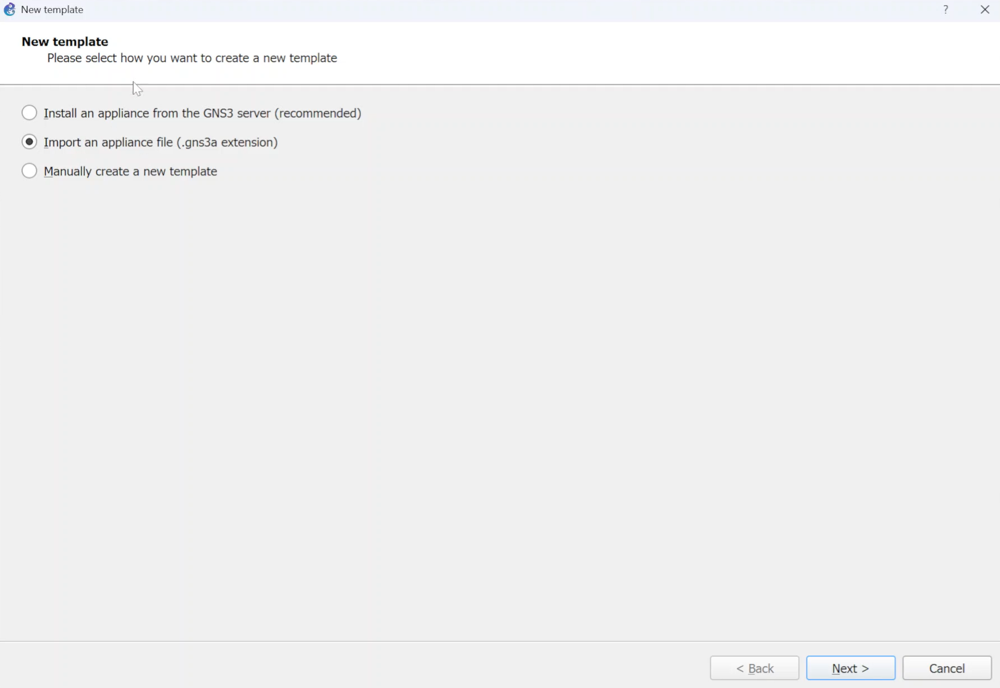 New template
?
New template
Please select how you want to create a new template
Install an appliance from the GNS3 server (recommended)
Import an appliance file (.gns3a extension)
Manually create a new template
< Back
Next >
Cancel